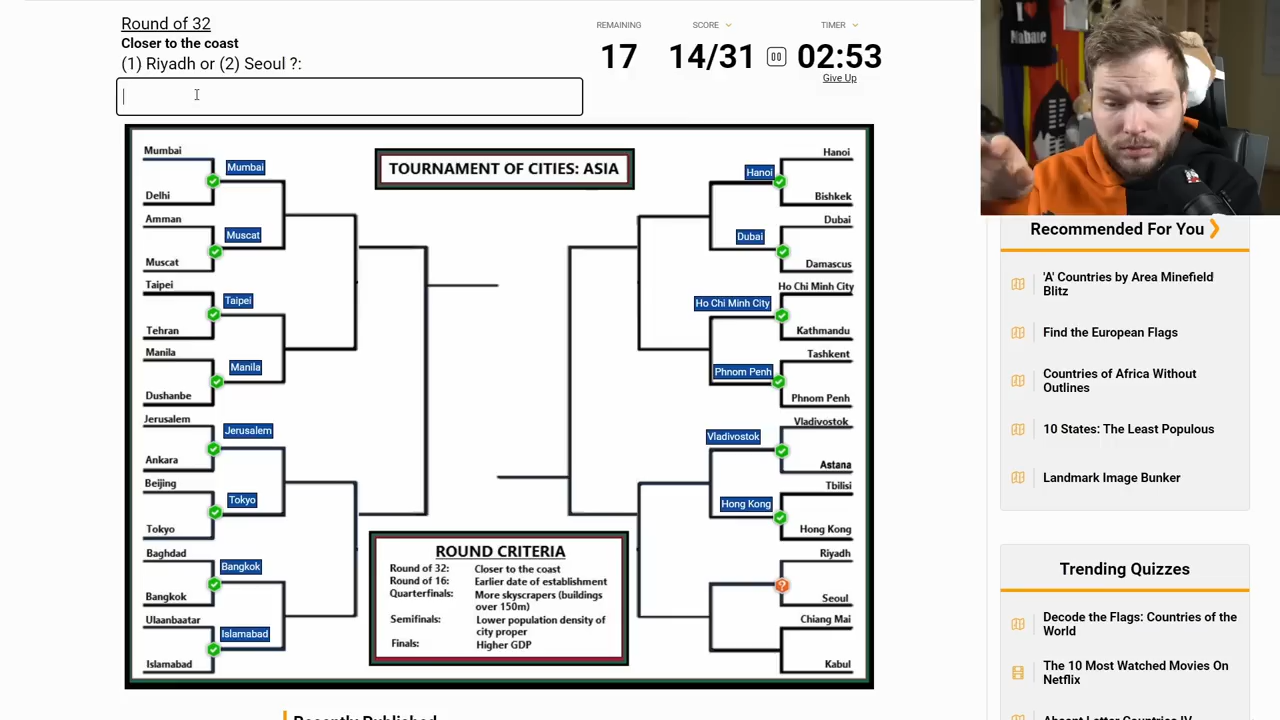 Round of 32
Closer to the coast
(1) Riyadh or (2) Seoul ?:
REMAINING
17
SCORE
14/31
TIMER
02:53
Give Up
TOURNAMENT OF CITIES: ASIA
Mumbai
Delhi
Amman
Muscat
Taipei
Tehran
Manila
Dushanbe
Jerusalem
Ankara
Beijing
Tokyo
Baghdad
Bangkok
Ulaanbaatar
Islamabad
Mumbai
Muscat
Taipei
Manila
Jerusalem
Tokyo
Bangkok
Islamabad
Hanoi
Dubai
Ho Chi Minh City
Phnom Penh
Vladivostok
Hong Kong
Hanoi
Bishkek
Dubai
Damascus
Ho Chi Minh City
Kathmandu
Tashkent
Phnom Penh
Vladivostok
Astana
Tbilisi
Hong Kong
Riyadh
Seoul
Chiang Mai
Kabul
ROUND CRITERIA
Round of 32: Closer to the coast
Round of 16: Earlier date of establishment
Quarterfinals: More skyscrapers (buildings
over 150m)
Semifinals: Lower population density of
city proper
Finals: Higher GDP
Recently Published
I
Mabate
Recommended For You
'A' Countries by Area Minefield
Blitz
Find the European Flags
Countries of Africa Without
Outlines
10 States: The Least Populous
Landmark Image Bunker
Trending Quizzes
Decode the Flags: Countries of the
World
The 10 Most Watched Movies On
Netflix
Absent Letter Countries IV